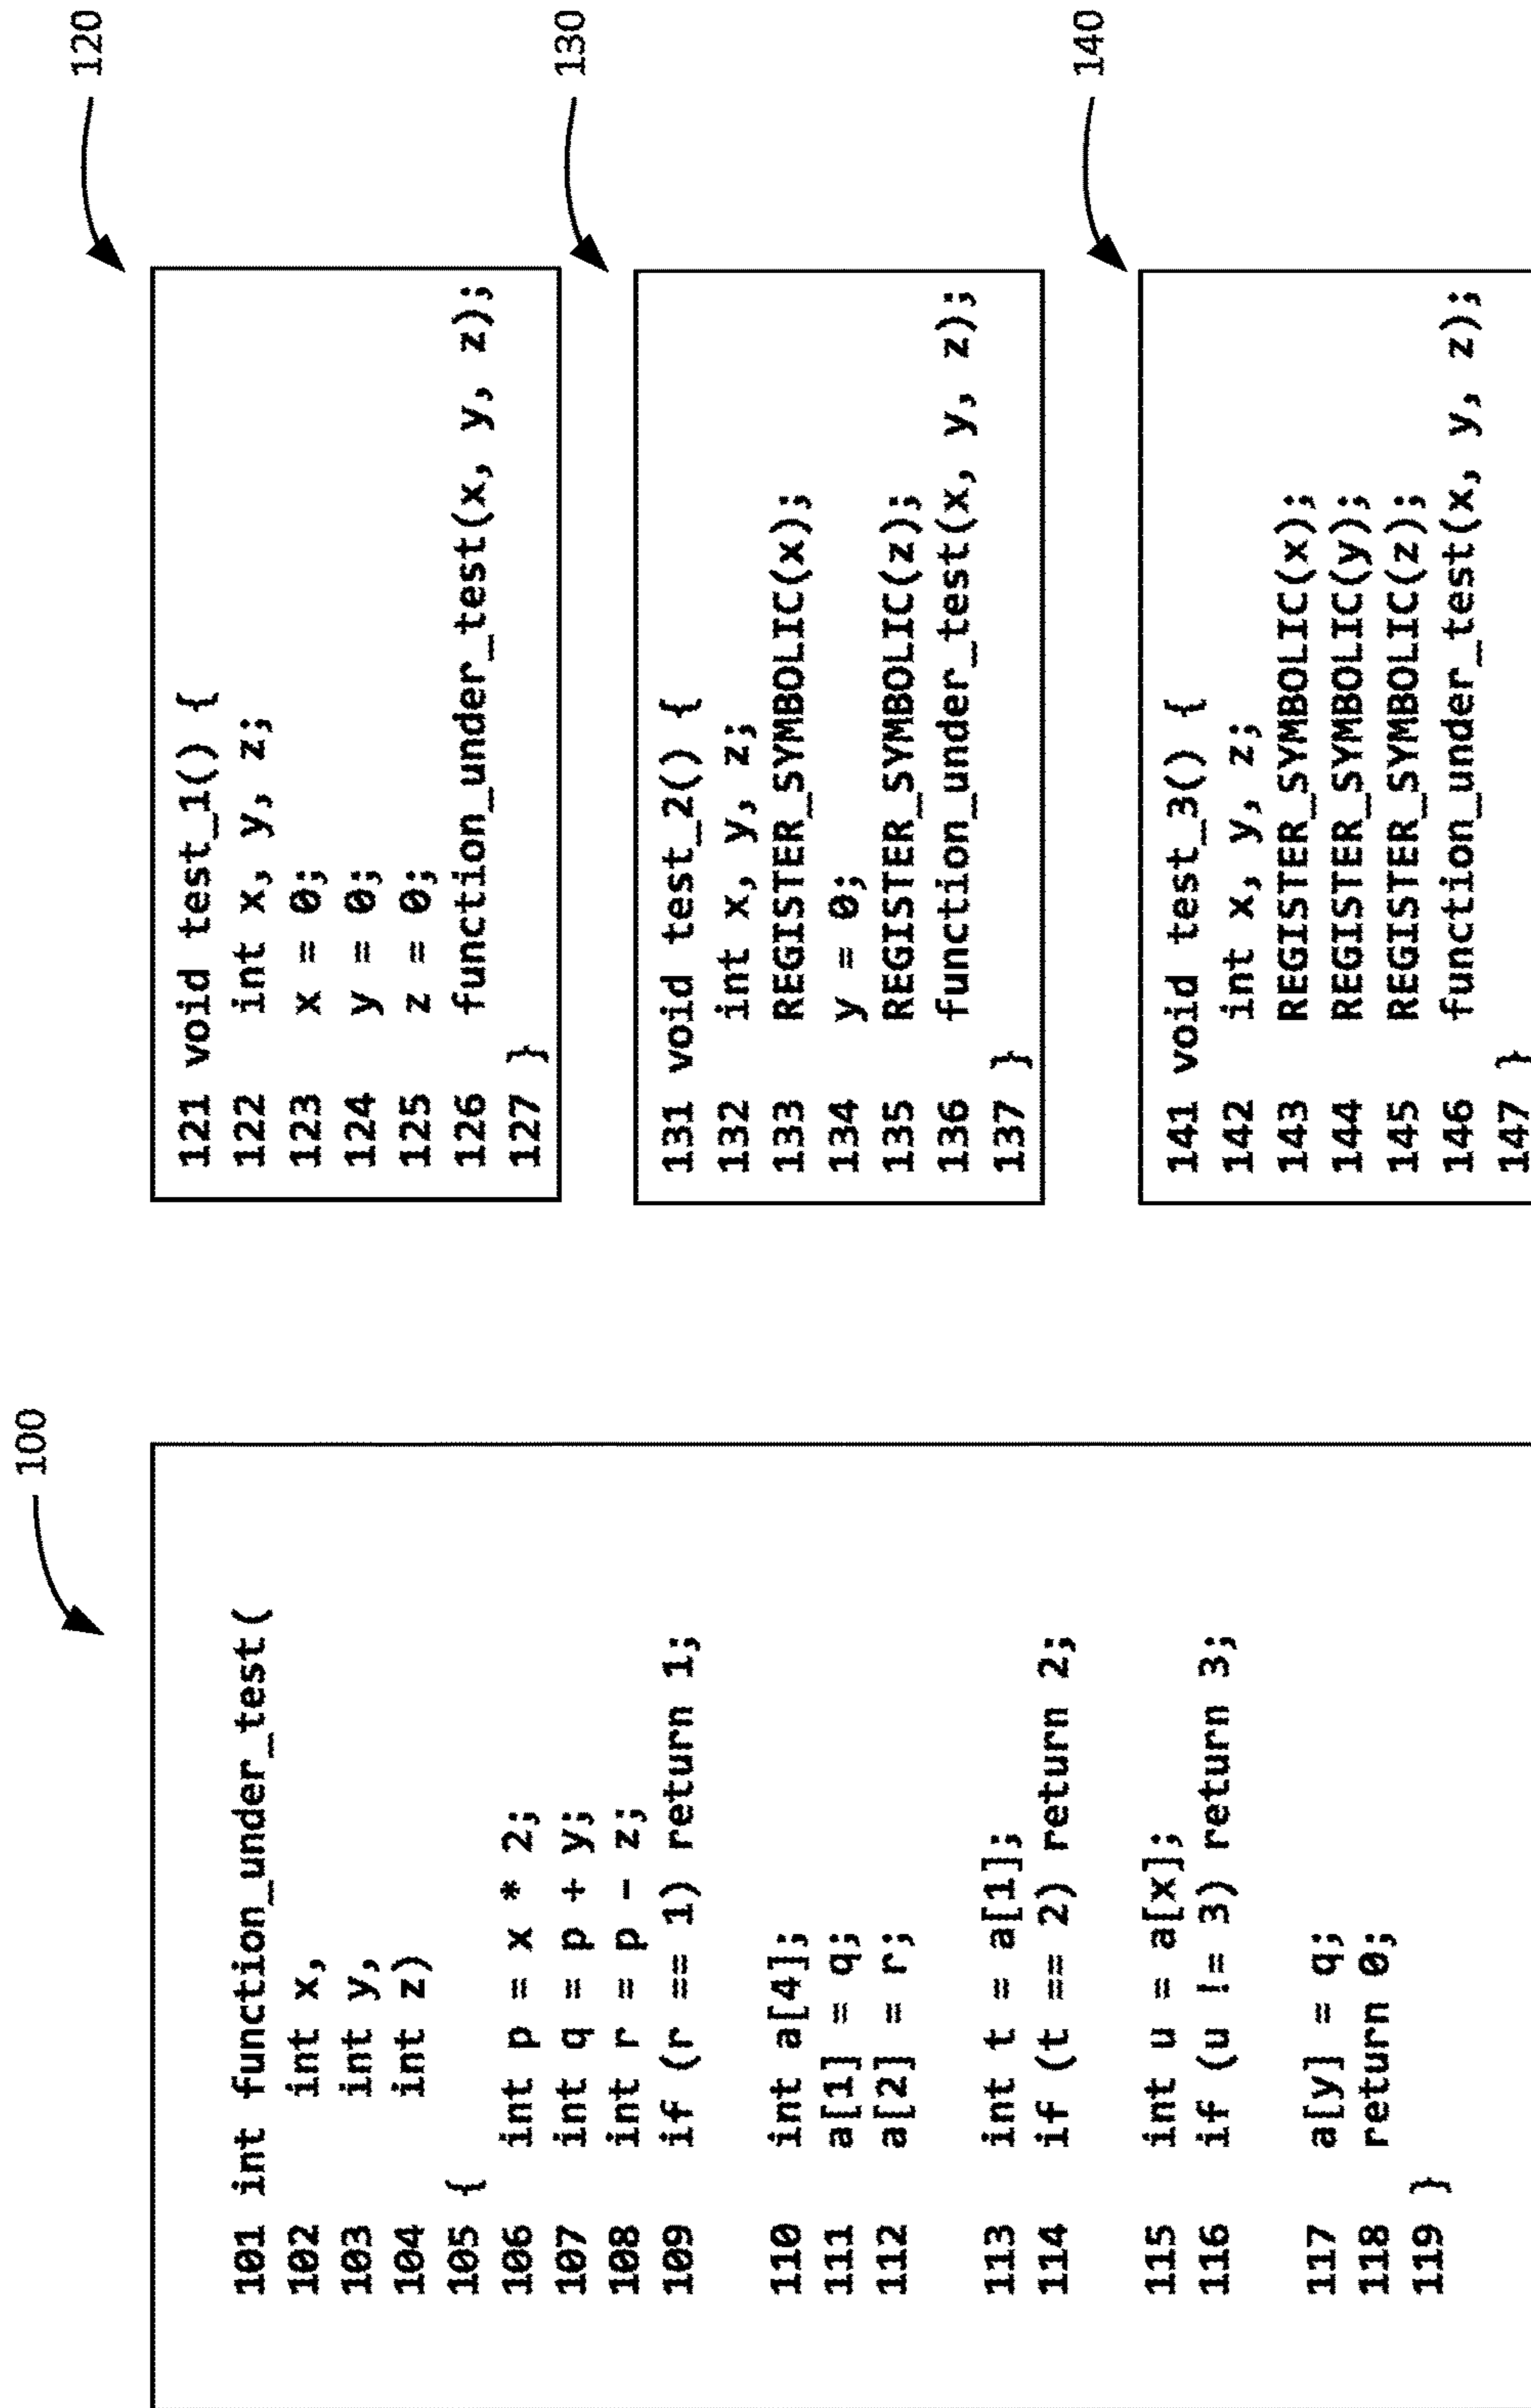 100
101 int function_under_test(
102     int x,
103     int y,
104     int z)
105 {
106   int p = x * 2;
107   int q = p + y;
108   int r = p - z;
109   if (r == 1) return 1;
110   int a[4];
111   a[1] = q;
112   a[2] = r;
113   int t = a[1];
114   if (t == 2) return 2;
115   int u = a[x];
116   if (u != 3) return 3;
117   a[y] = q;
118   return 0;
119 }
120
121 void test_1() {
122   int x, y, z;
123   x = 0;
124   y = 0;
125   z = 0;
126   function_under_test(x, y, z);
127 }
130
131 void test_2() {
132   int x, y, z;
133   REGISTER_SYMBOLIC(x);
134   y = 0;
135   REGISTER_SYMBOLIC(z);
136   function_under_test(x, y, z);
137 }
140
141 void test_3() {
142   int x, y, z;
143   REGISTER_SYMBOLIC(x);
144   REGISTER_SYMBOLIC(y);
145   REGISTER_SYMBOLIC(z);
146   function_under_test(x, y, z);
147 }